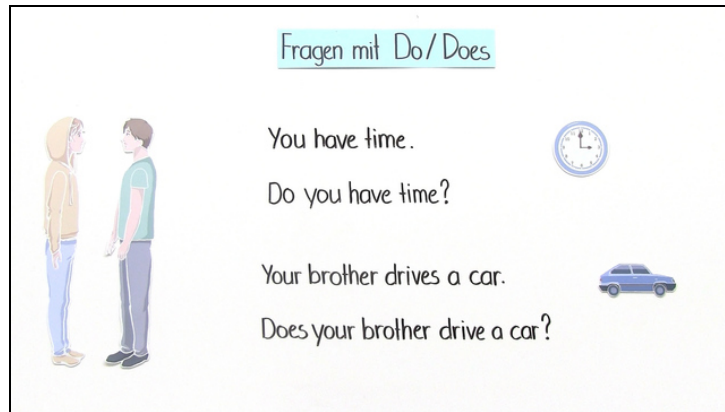 Fragen mit Do/Does
You have time.
Do you have time?
Your brother drives a car.
Does your brother drive a car?